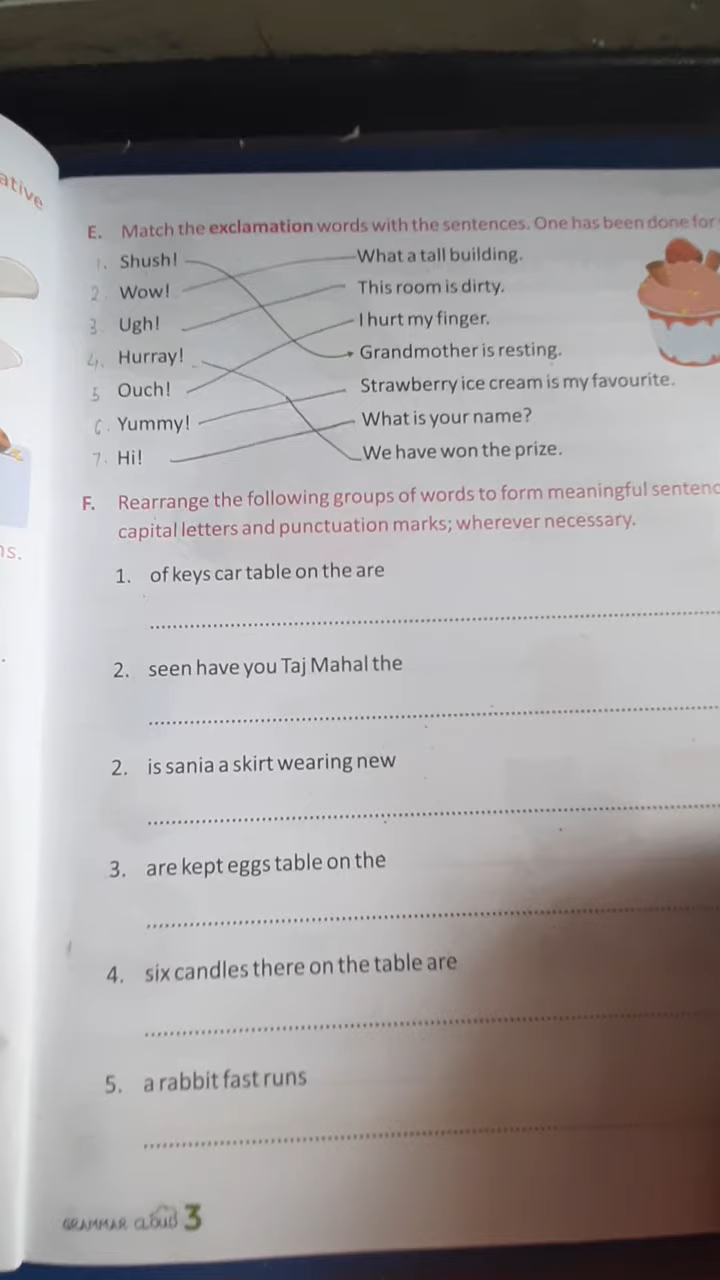 ative
E. Match the exclamation words with the sentences. One has been done for
1. Shush! What a tall building.
2. Wow! This room is dirty.
3. Ugh! I hurt my finger.
4. Hurray! Grandmother is resting.
5 Ouch! Strawberry ice cream is my favourite.
6. Yummy! What is your name?
7. Hi! We have won the prize.
F. Rearrange the following groups of words to form meaningful sentenc
capital letters and punctuation marks; wherever necessary.
ns.
1. of keys car table on the are
2. seen have you Taj Mahal the
2. is sania a skirt wearing new
3. are kept eggs table on the
4. six candles there on the table are
5. a rabbit fast runs
GRAMMAR CLOUD 3